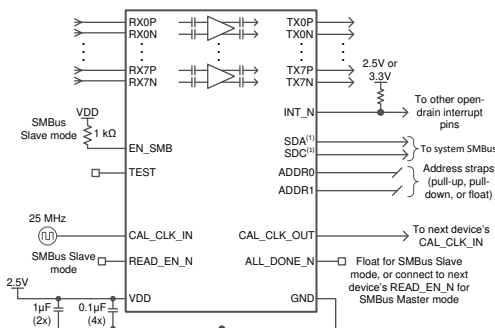 RX0P
RX0N
RX7P
RX7N
TX0P
TX0N
TX7P
TX7N
2.5V or
3.3V
INT_N
To other open-
drain interrupt
pins
VDD
SMBus
Slave mode
1 kΩ
EN_SMB
SDA(1)
SDC(1)
To system SMBus
TEST
ADDR0
ADDR1
Address straps
(pull-up, pull-
down, or float)
25 MHz
CAL_CLK_IN
CAL_CLK_OUT
To next device's
CAL_CLK_IN
SMBus Slave
mode
READ_EN_N
ALL_DONE_N
Float for SMBus Slave
mode, or connect to next
device's READ_EN_N for
SMBus Master mode
2.5V
VDD
GND
1µF
(2x)
0.1µF
(4x)